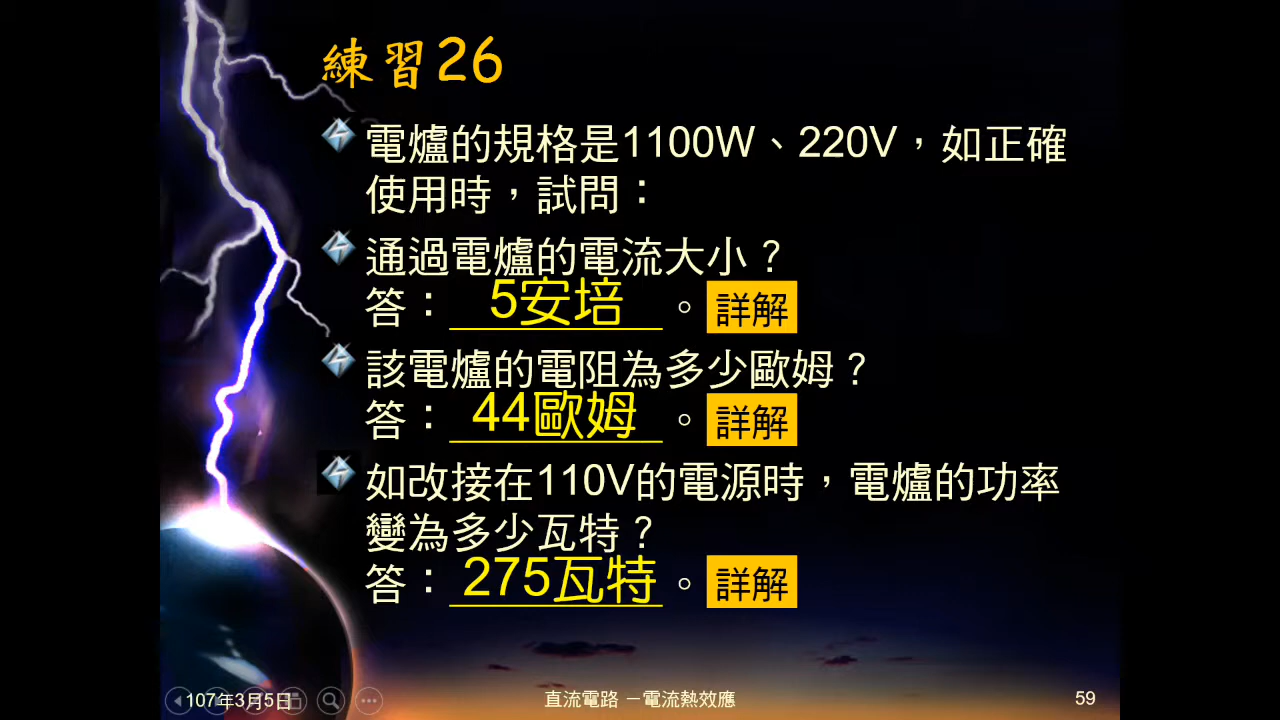 練習26
電爐的規格是1100W、220V，如正確
使用時，試問：
通過電爐的電流大小？
答：5安培。詳解
該電爐的電阻為多少歐姆？
答：44歐姆。詳解
如改接在110V的電源時，電爐的功率
變為多少瓦特？
答：275瓦特。詳解
107年3月5日
直流電路 －電流熱效應
59